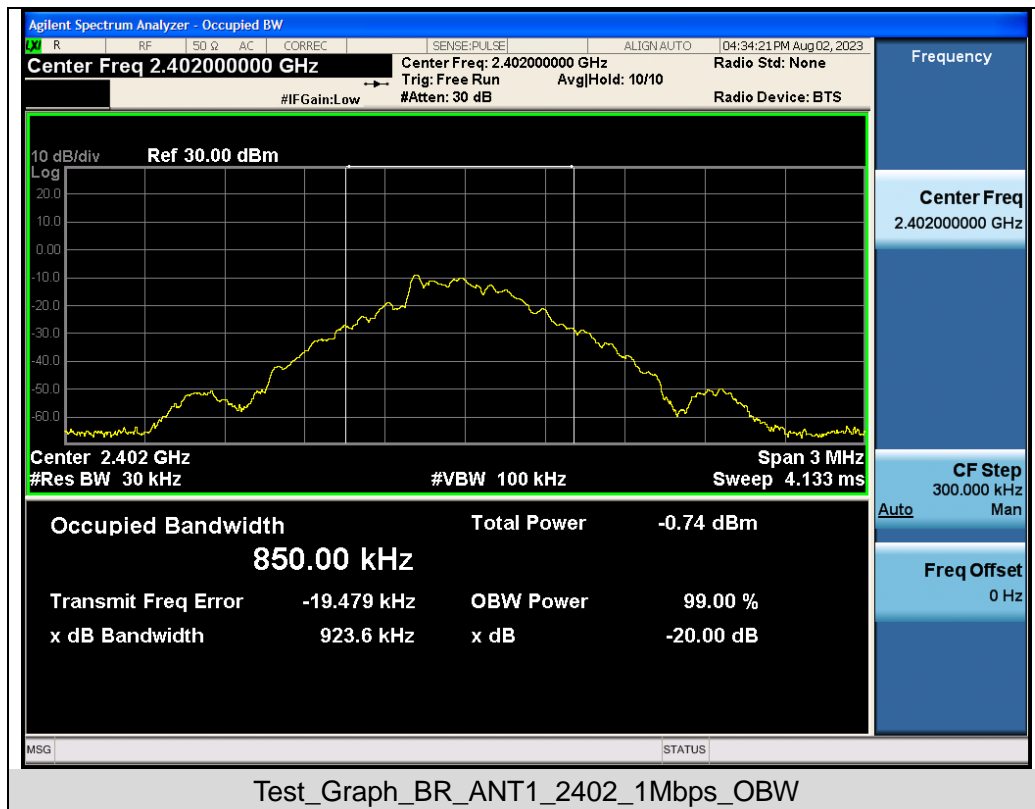 Agilent Spectrum Analyzer - Occupied BW
LXI R RF 50 Ω AC CORREC SENSE:PULSE ALIGN AUTO 04:34:21 PM Aug 02, 2023
Center Freq 2.402000000 GHz
Center Freq: 2.402000000 GHz Radio Std: None
Trig: Free Run Avg|Hold: 10/10
#IFGain:Low #Atten: 30 dB Radio Device: BTS
10 dB/div Ref 30.00 dBm
Log
20.0
10.0
0.00
-10.0
-20.0
-30.0
-40.0
-50.0
-60.0
Center 2.402 GHz Span 3 MHz
#Res BW 30 kHz #VBW 100 kHz Sweep 4.133 ms
Occupied Bandwidth Total Power -0.74 dBm
850.00 kHz
Transmit Freq Error -19.479 kHz OBW Power 99.00 %
x dB Bandwidth 923.6 kHz x dB -20.00 dB
Frequency
Center Freq
2.402000000 GHz
CF Step
300.000 kHz
Auto Man
Freq Offset
0 Hz
MSG STATUS
Test_Graph_BR_ANT1_2402_1Mbps_OBW